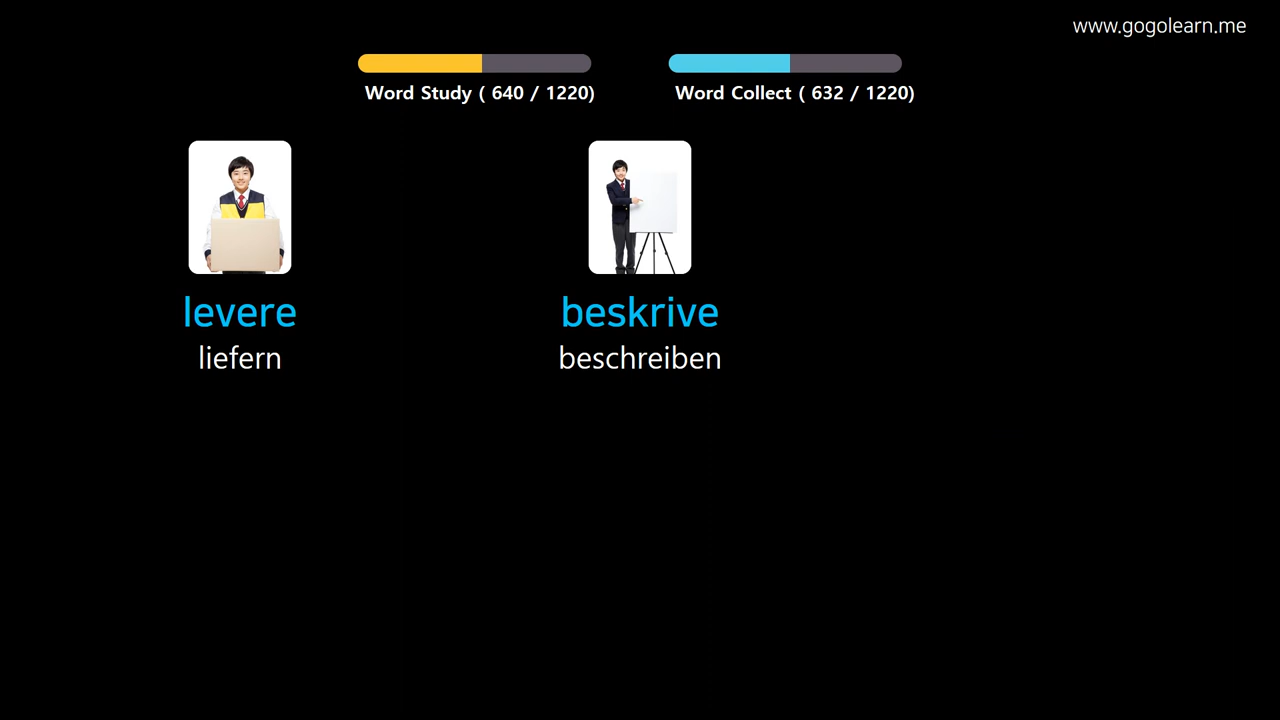 www.gogolearn.me
Word Study ( 640 / 1220)
Word Collect ( 632 / 1220)
levere
liefern
beskrive
beschreiben